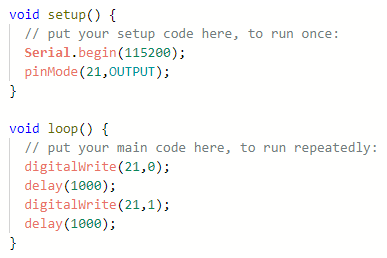 void setup() {
  // put your setup code here, to run once:
  Serial.begin(115200);
  pinMode(21,OUTPUT);
}

void loop() {
  // put your main code here, to run repeatedly:
  digitalWrite(21,0);
  delay(1000);
  digitalWrite(21,1);
  delay(1000);
}